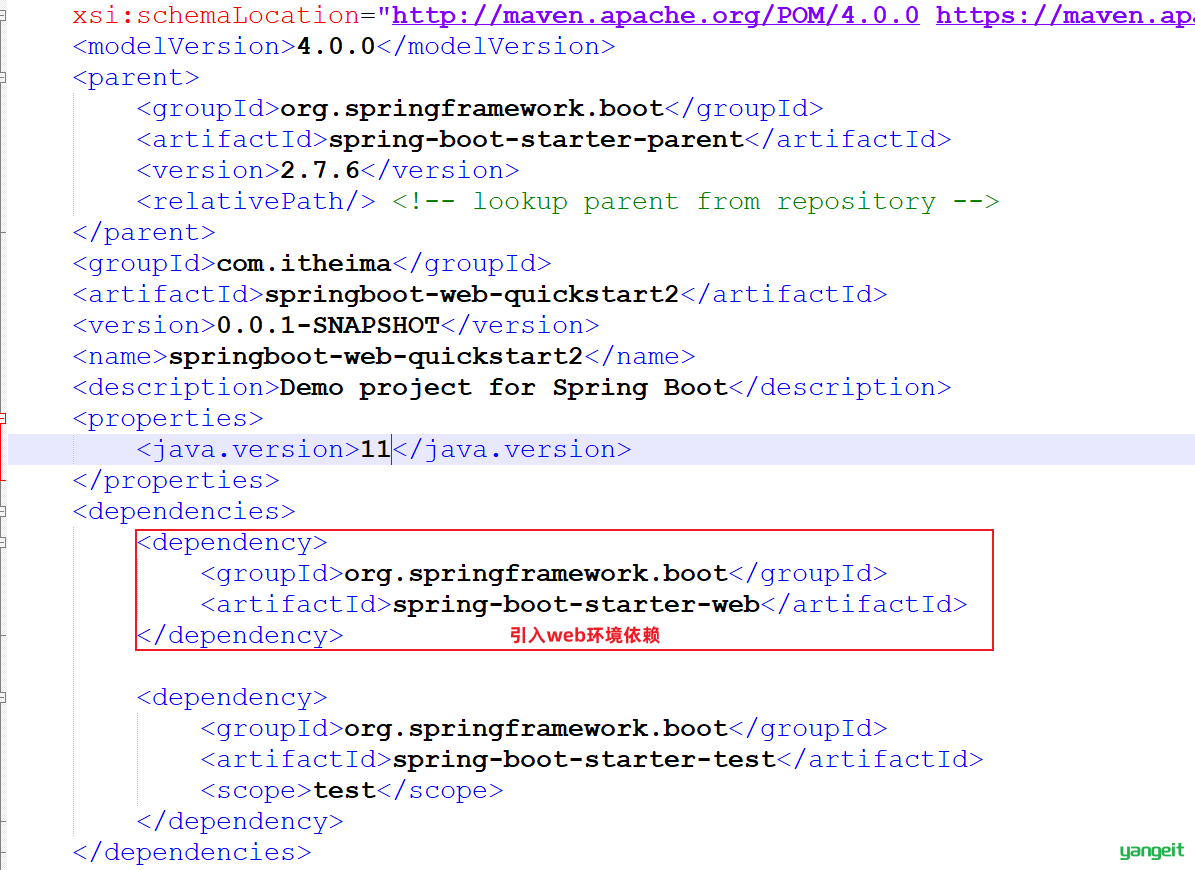 xsi:schemaLocation="http://maven.apache.org/POM/4.0.0 https://maven.apa
<modelVersion>4.0.0</modelVersion>
<parent>
<groupId>org.springframework.boot</groupId>
<artifactId>spring-boot-starter-parent</artifactId>
<version>2.7.6</version>
<relativePath/> <!-- lookup parent from repository -->
</parent>
<groupId>com.itheima</groupId>
<artifactId>springboot-web-quickstart2</artifactId>
<version>0.0.1-SNAPSHOT</version>
<name>springboot-web-quickstart2</name>
<description>Demo project for Spring Boot</description>
<properties>
<java.version>11</java.version>
</properties>
<dependencies>
<dependency>
<groupId>org.springframework.boot</groupId>
<artifactId>spring-boot-starter-web</artifactId>
</dependency> 引入web环境依赖
<dependency>
<groupId>org.springframework.boot</groupId>
<artifactId>spring-boot-starter-test</artifactId>
<scope>test</scope>
</dependency>
</dependencies>
yangeit